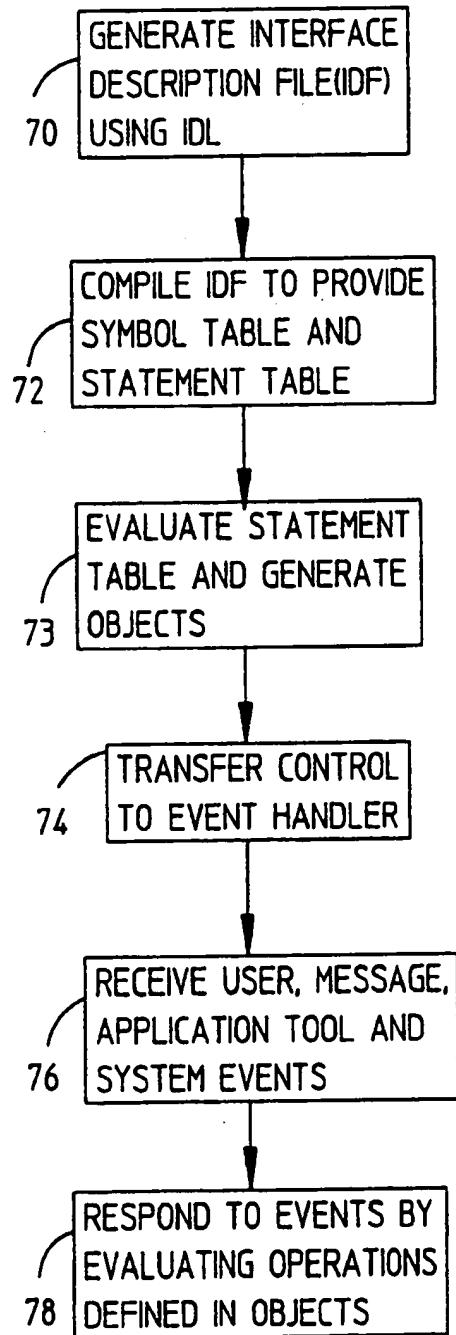 GENERATE INTERFACE
DESCRIPTION FILE(IDF)
USING IDL
70
COMPILE IDF TO PROVIDE
SYMBOL TABLE AND
STATEMENT TABLE
72
EVALUATE STATEMENT
TABLE AND GENERATE
OBJECTS
73
TRANSFER CONTROL
TO EVENT HANDLER
74
RECEIVE USER, MESSAGE,
APPLICATION TOOL AND
SYSTEM EVENTS
76
RESPOND TO EVENTS BY
EVALUATING OPERATIONS
DEFINED IN OBJECTS
78